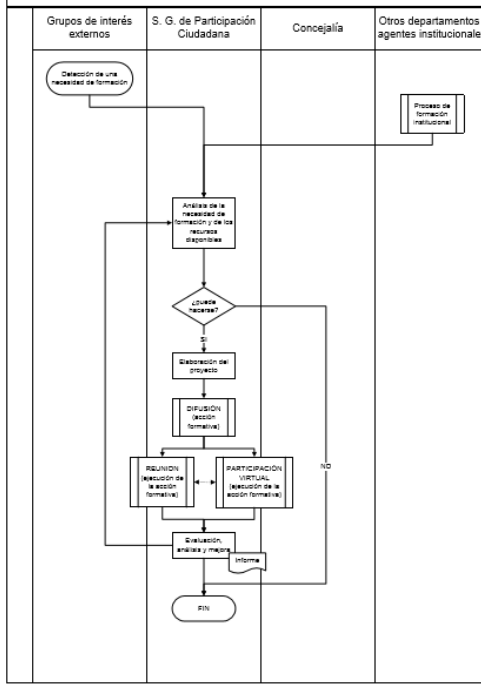 Grupos de interés
externos
S. G. de Participación
Ciudadana
Concejalía
Otros departamentos
agentes institucionale
Detección de una
necesidad de formación
Proceso de
formación
institucional
Análisis de la
necesidad de
formación y de los
recursos
disponibles
¿puede
hacerse?
SI
Elaboración del
proyecto
DIFUSIÓN
(acción
formativa)
REUNION
(ejecución de
la acción
formativa)
PARTICIPACIÓN
VIRTUAL
(ejecución de la
acción formativa)
NO
Evaluación,
análisis y mejora
Informe
FIN